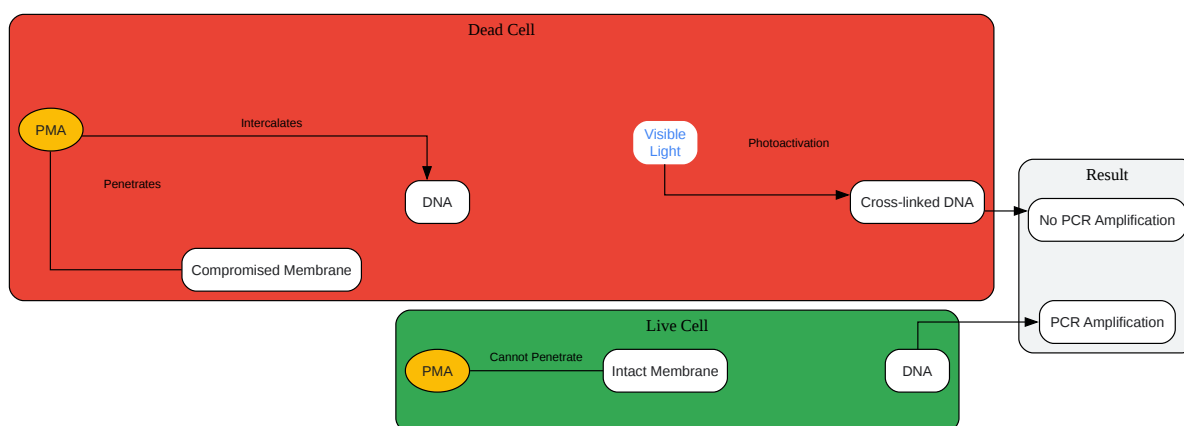 Dead Cell
PMA
Intercalates
Visible
Light
Photoactivation
Penetrates
DNA
Cross-linked DNA
Compromised Membrane
Result
No PCR Amplification
PCR Amplification
Live Cell
PMA
Cannot Penetrate
Intact Membrane
DNA